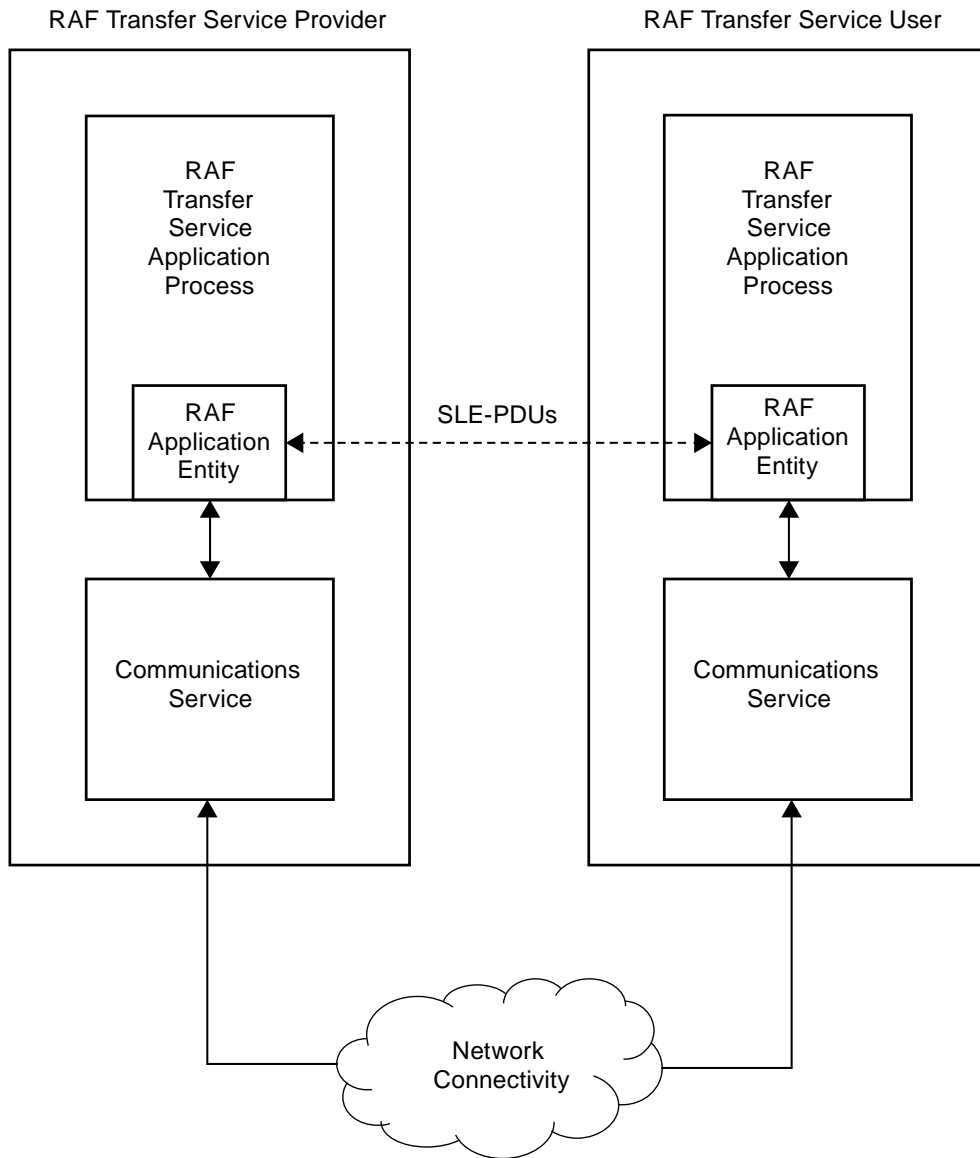 RAF Transfer Service Provider
RAF Transfer Service User
RAF
Transfer
Service
Application
Process
RAF
Transfer
Service
Application
Process
SLE-PDUs
RAF
Application
Entity
RAF
Application
Entity
Communications
Service
Communications
Service
Network
Connectivity